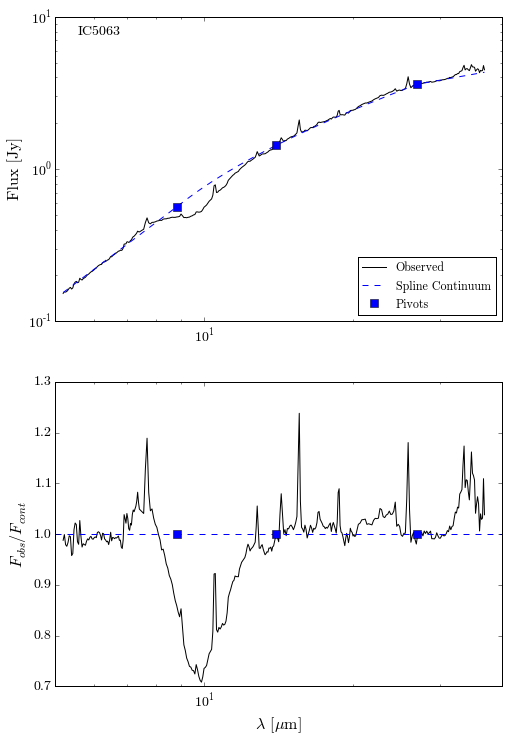 IC5063
10^1
10^0
10^-1
Flux [Jy]
Observed
Spline Continuum
Pivots
10^1
1.3
1.2
1.1
1.0
0.9
0.8
0.7
F_obs/F_cont
10^1
λ [μm]